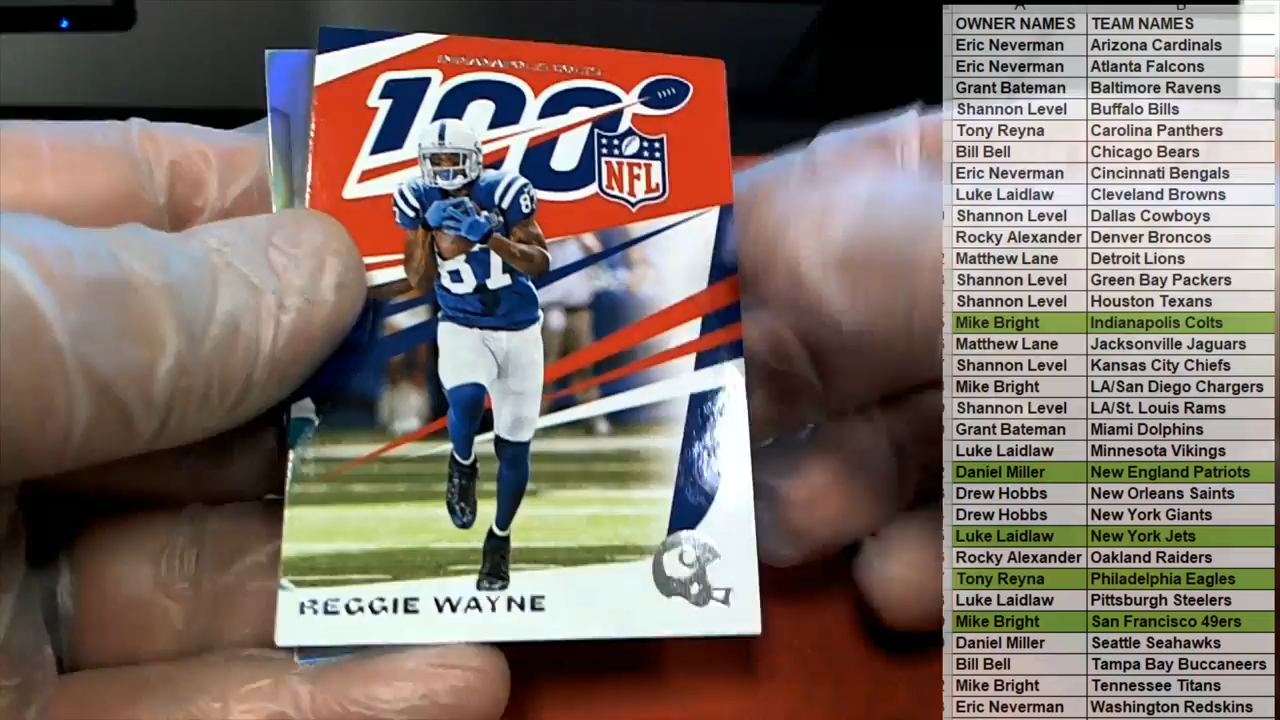 INDIANAPOLIS COLTS
100
NFL
87
87
REGGIE WAYNE
OWNER NAMES TEAM NAMES
Eric Neverman Arizona Cardinals
Eric Neverman Atlanta Falcons
Grant Bateman Baltimore Ravens
Shannon Level Buffalo Bills
Tony Reyna Carolina Panthers
Bill Bell Chicago Bears
Eric Neverman Cincinnati Bengals
Luke Laidlaw Cleveland Browns
Shannon Level Dallas Cowboys
Rocky Alexander Denver Broncos
Matthew Lane Detroit Lions
Shannon Level Green Bay Packers
Shannon Level Houston Texans
Mike Bright Indianapolis Colts
Matthew Lane Jacksonville Jaguars
Shannon Level Kansas City Chiefs
Mike Bright LA/San Diego Chargers
Shannon Level LA/St. Louis Rams
Grant Bateman Miami Dolphins
Luke Laidlaw Minnesota Vikings
Daniel Miller New England Patriots
Drew Hobbs New Orleans Saints
Drew Hobbs New York Giants
Luke Laidlaw New York Jets
Rocky Alexander Oakland Raiders
Tony Reyna Philadelphia Eagles
Luke Laidlaw Pittsburgh Steelers
Mike Bright San Francisco 49ers
Daniel Miller Seattle Seahawks
Bill Bell Tampa Bay Buccaneers
Mike Bright Tennessee Titans
Eric Neverman Washington Redskins